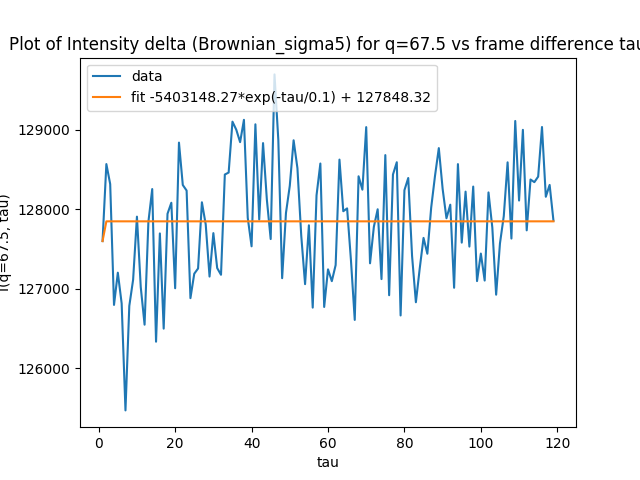 Plot of Intensity delta (Brownian_sigma5) for q=67.5 vs frame difference tau
data
fit -5403148.27*exp(-tau/0.1) + 127848.32
129000
128000
127000
126000
I(q=67.5, tau)
0 20 40 60 80 100 120
tau